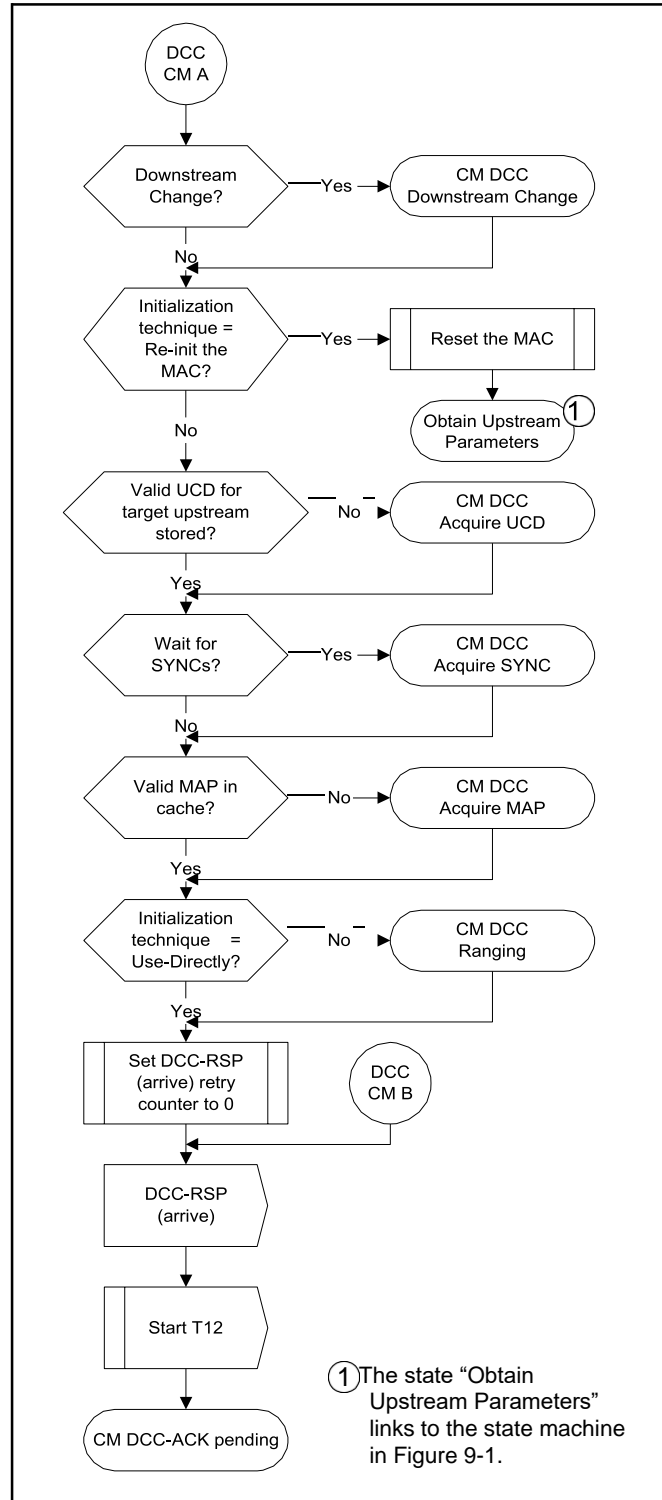 DCC
CM A
Downstream
Change?
Yes
CM DCC
Downstream Change
No
Initialization
technique =
Re-init the
MAC?
Yes
Reset the MAC
No
Obtain Upstream
Parameters
1
Valid UCD for
target upstream
stored?
No
CM DCC
Acquire UCD
Yes
Wait for
SYNCs?
Yes
CM DCC
Acquire SYNC
No
Valid MAP in
cache?
No
CM DCC
Acquire MAP
Yes
Initialization
technique =
Use-Directly?
No
CM DCC
Ranging
Yes
Set DCC-RSP
(arrive) retry
counter to 0
DCC
CM B
DCC-RSP
(arrive)
Start T12
CM DCC-ACK pending
1 The state “Obtain
Upstream Parameters”
links to the state machine
in Figure 9-1.